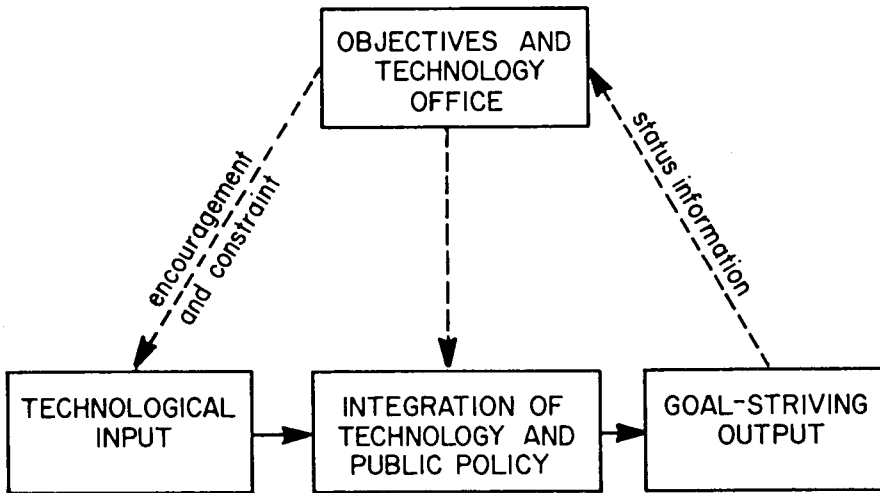 OBJECTIVES AND
TECHNOLOGY
OFFICE
encouragement
and constraint
status information
TECHNOLOGICAL
INPUT
INTEGRATION OF
TECHNOLOGY AND
PUBLIC POLICY
GOAL-STRIVING
OUTPUT